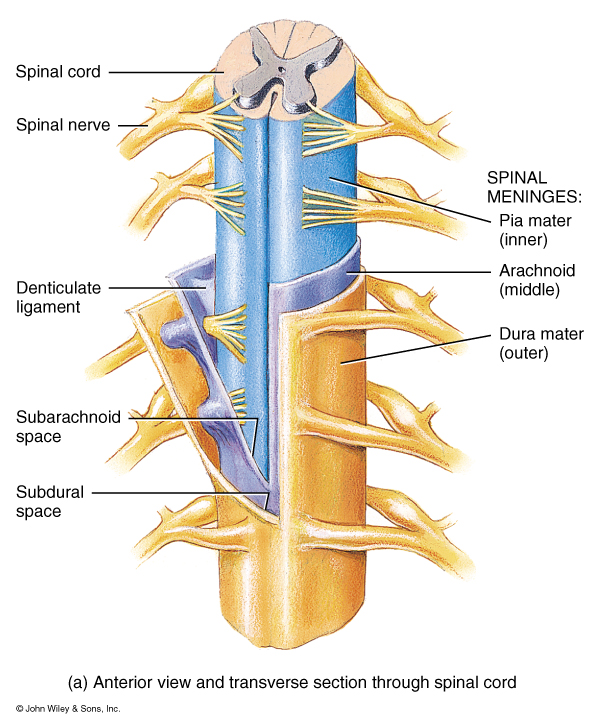 Spinal cord
Spinal nerve
SPINAL
MENINGES:
Pia mater
(inner)
Arachnoid
(middle)
Denticulate
ligament
Dura mater
(outer)
Subarachnoid
space
Subdural
space
(a) Anterior view and transverse section through spinal cord
© John Wiley & Sons, Inc.